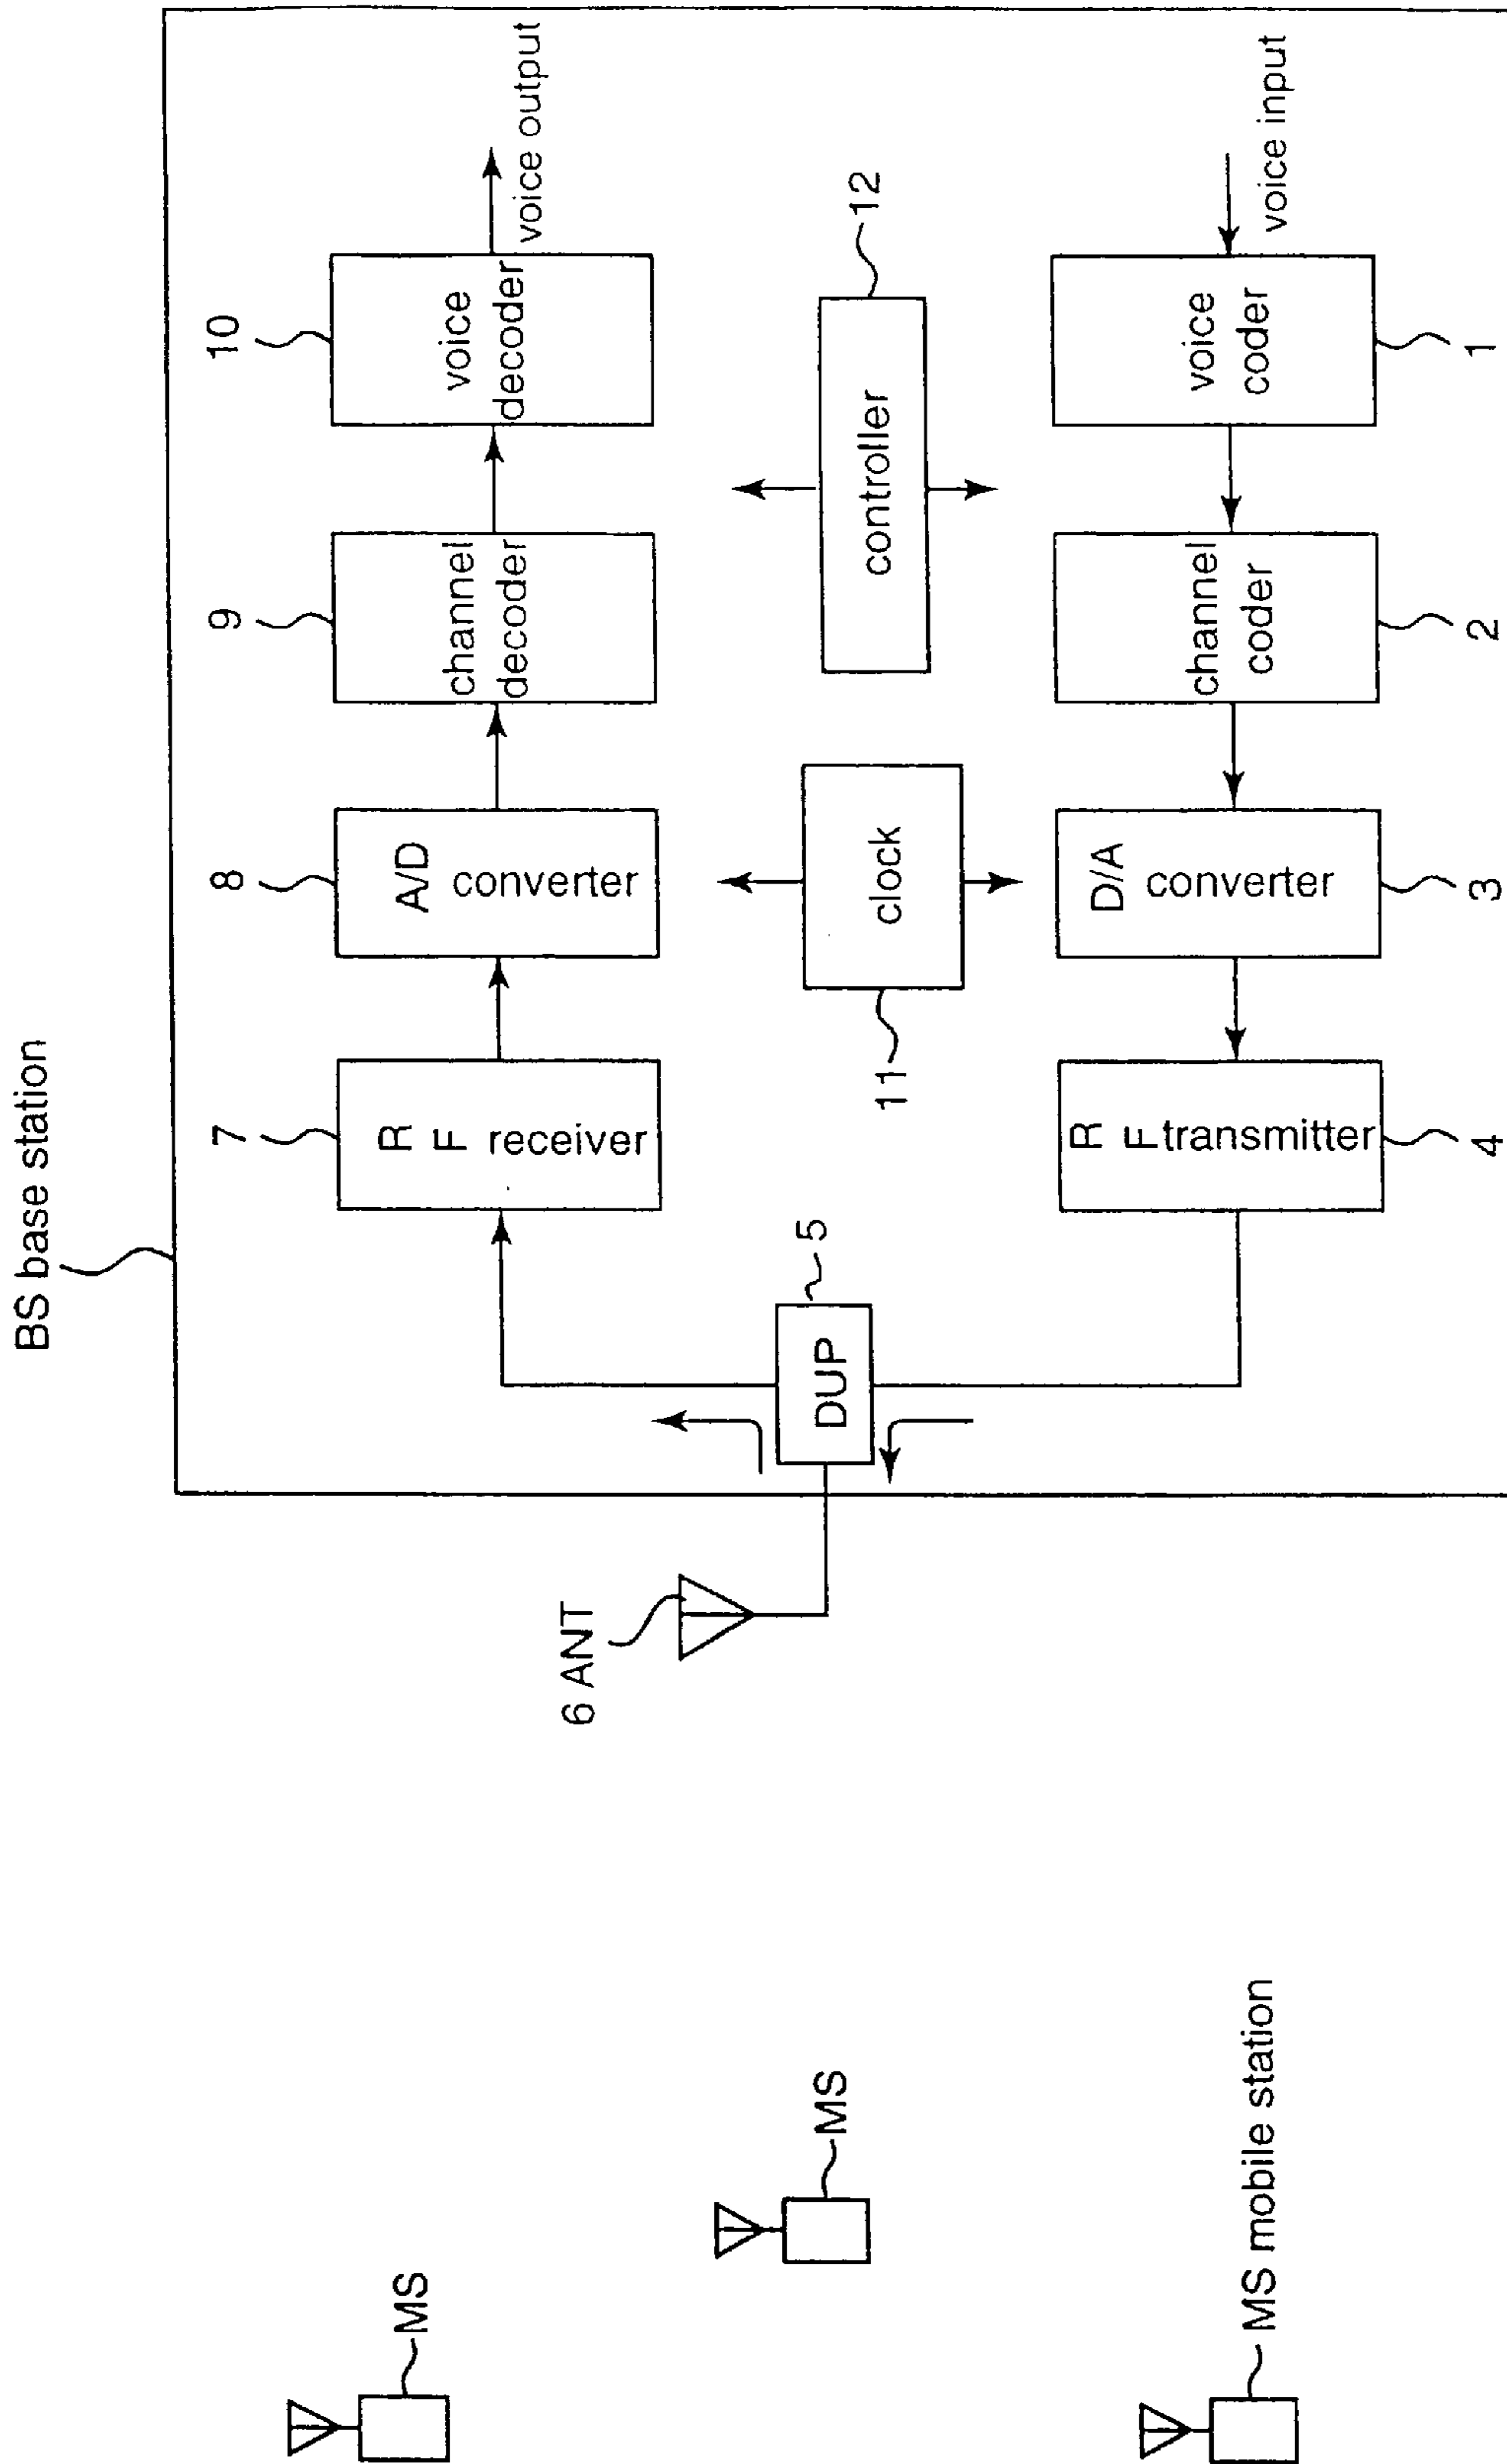 BS base station
7
RF receiver
8
A/D
converter
9
channel
decoder
10
voice
decoder
voice output
MS
6 ANT
DUP
5
11
clock
12
controller
MS
4
RF transmitter
3
D/A
converter
2
channel
coder
1
voice
coder
voice input
MS mobile station